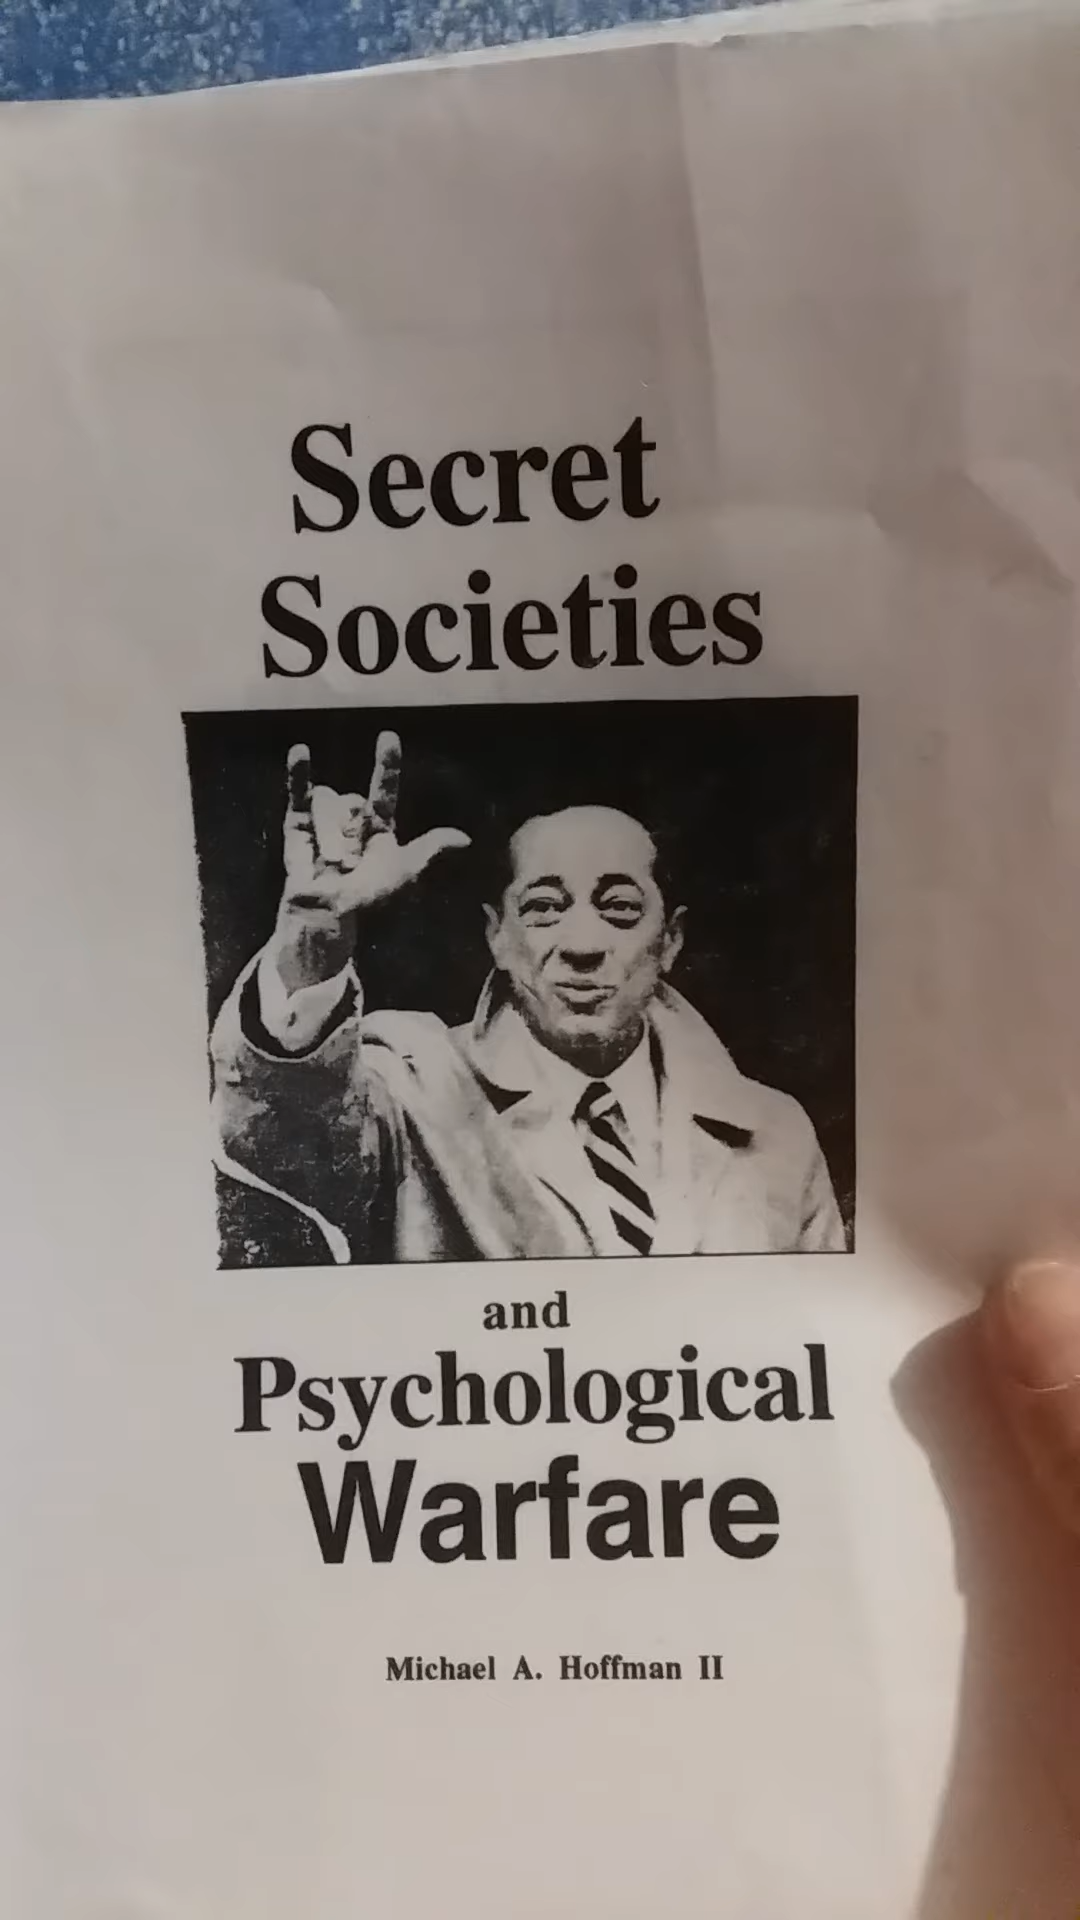 Secret
Societies
and
Psychological
Warfare
Michael A. Hoffman II